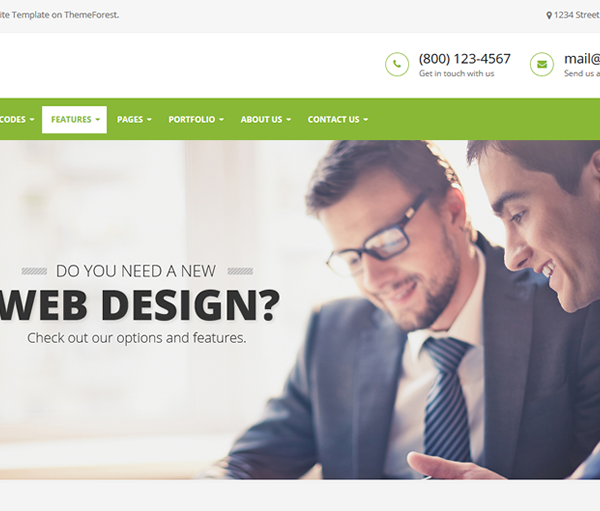 ite Template on ThemeForest.
1234 Street
(800) 123-4567
Get in touch with us
mail@
Send us a
CODES
FEATURES
PAGES
PORTFOLIO
ABOUT US
CONTACT US
DO YOU NEED A NEW
WEB DESIGN?
Check out our options and features.